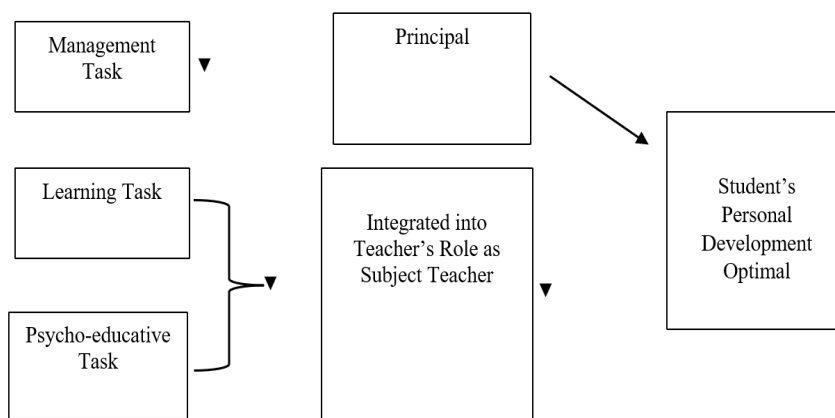 Management
Task
Principal
Learning Task
Integrated into
Teacher’s Role as
Subject Teacher
Student’s
Personal
Development
Optimal
Psycho-educative
Task